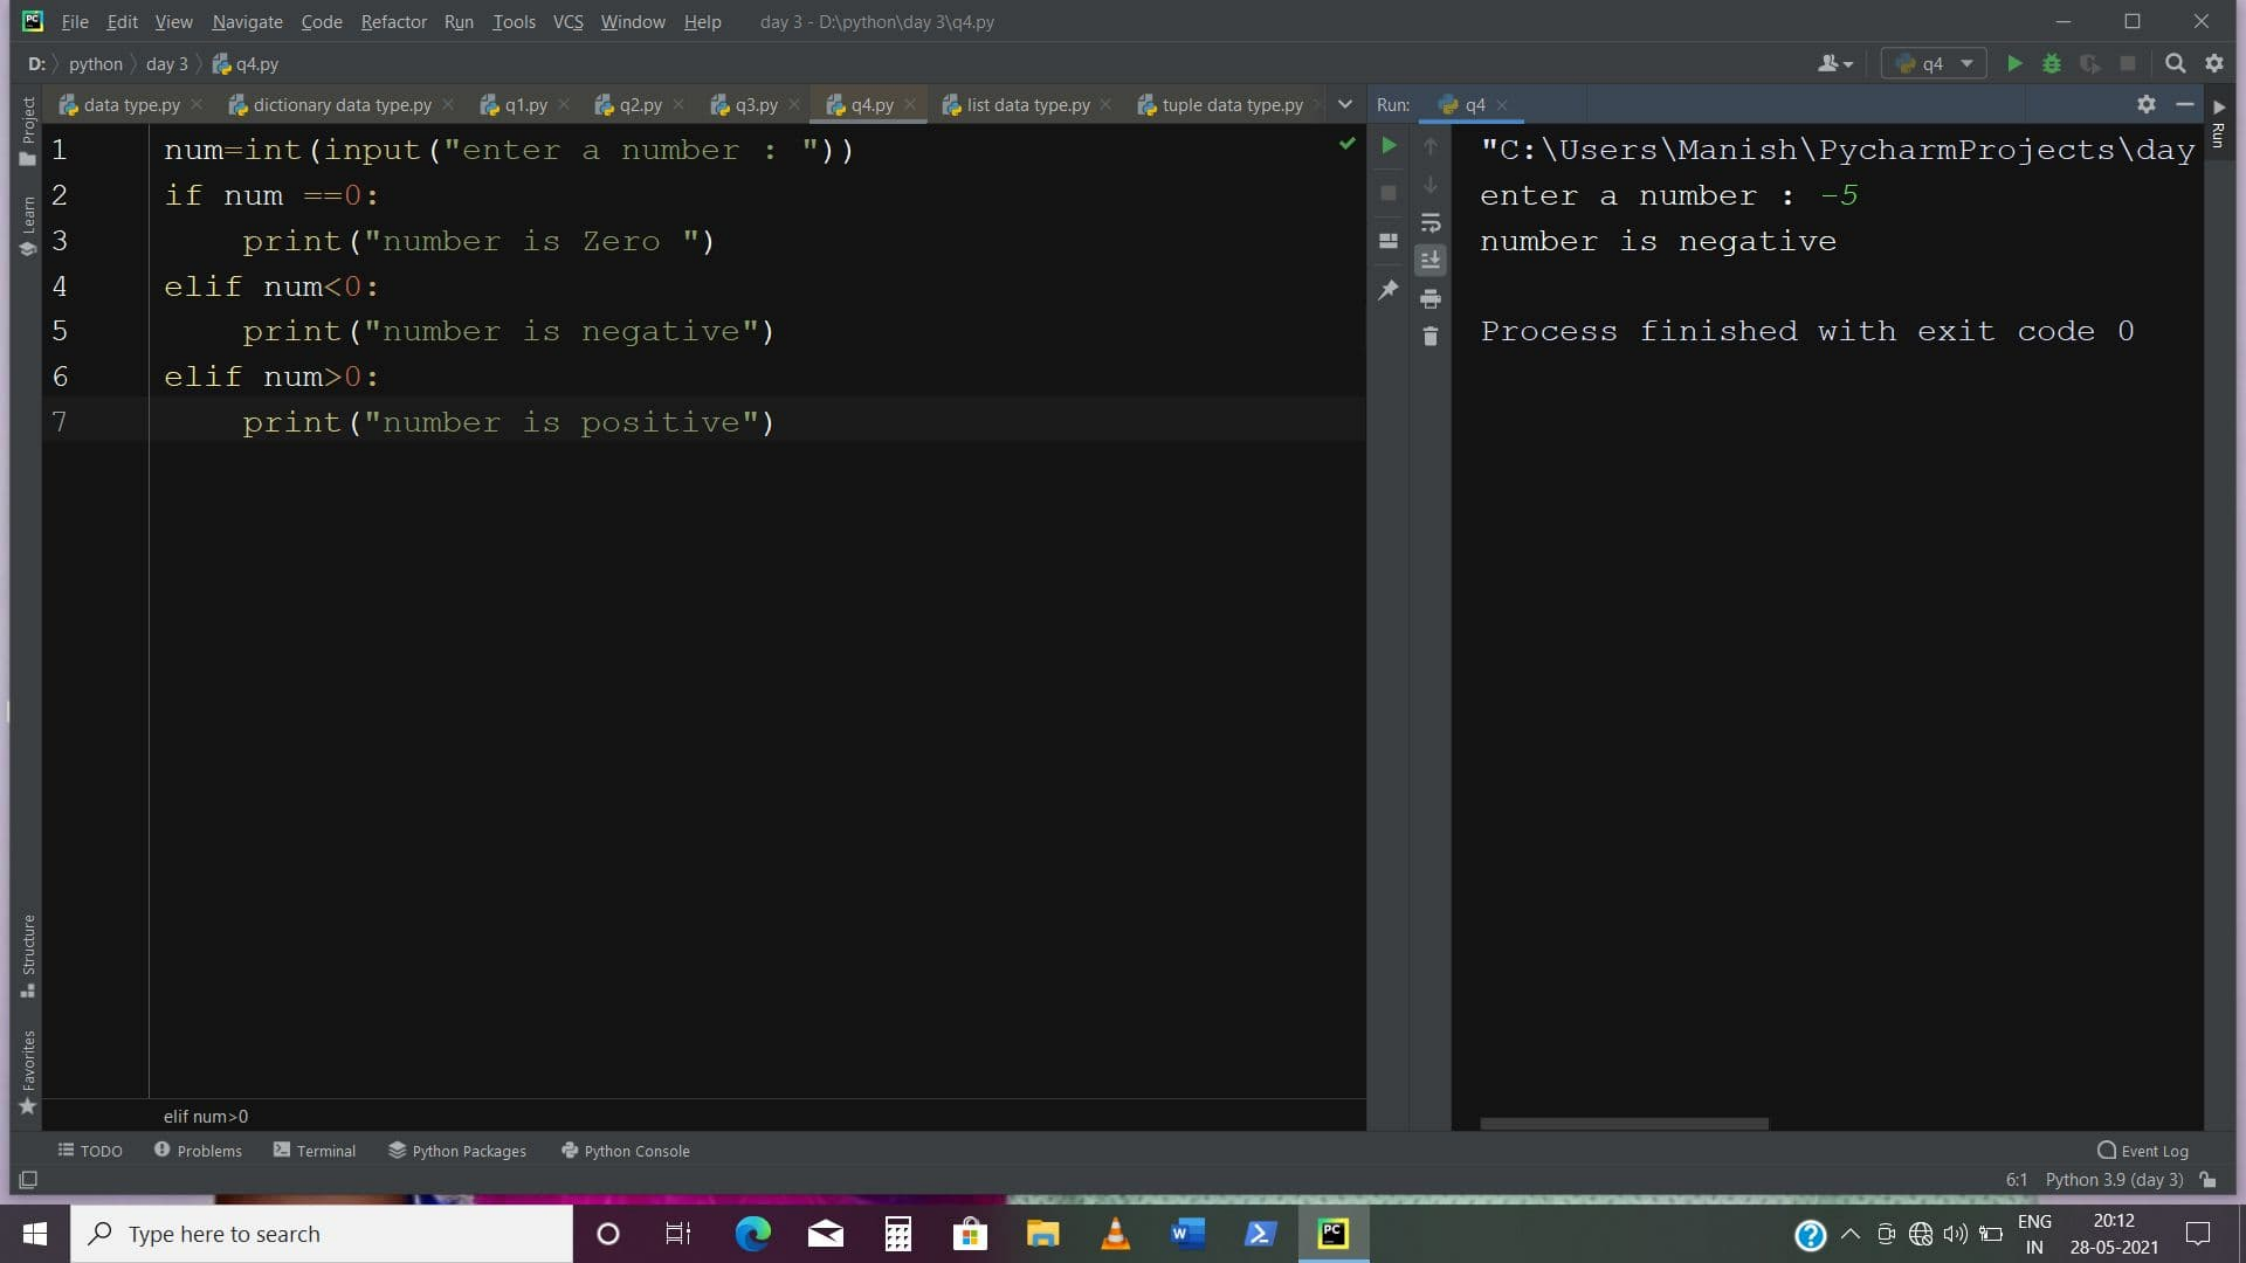 File Edit View Navigate Code Refactor Run Tools VCS Window Help day 3 - D:\python\day 3\q4.py
D: python day 3 q4.py
q4
data type.py dictionary data type.py q1.py q2.py q3.py q4.py list data type.py tuple data type.py
Run: q4
Project
Learn
Run
1 num=int(input("enter a number : "))
2 if num ==0:
3 print("number is Zero ")
4 elif num<0:
5 print("number is negative")
6 elif num>0:
7 print("number is positive")
"C:\Users\Manish\PycharmProjects\day
enter a number : -5
number is negative
Process finished with exit code 0
Structure
Favorites
elif num>0
TODO Problems Terminal Python Packages Python Console
Event Log
6:1 Python 3.9 (day 3)
Type here to search
ENG
IN
20:12
28-05-2021